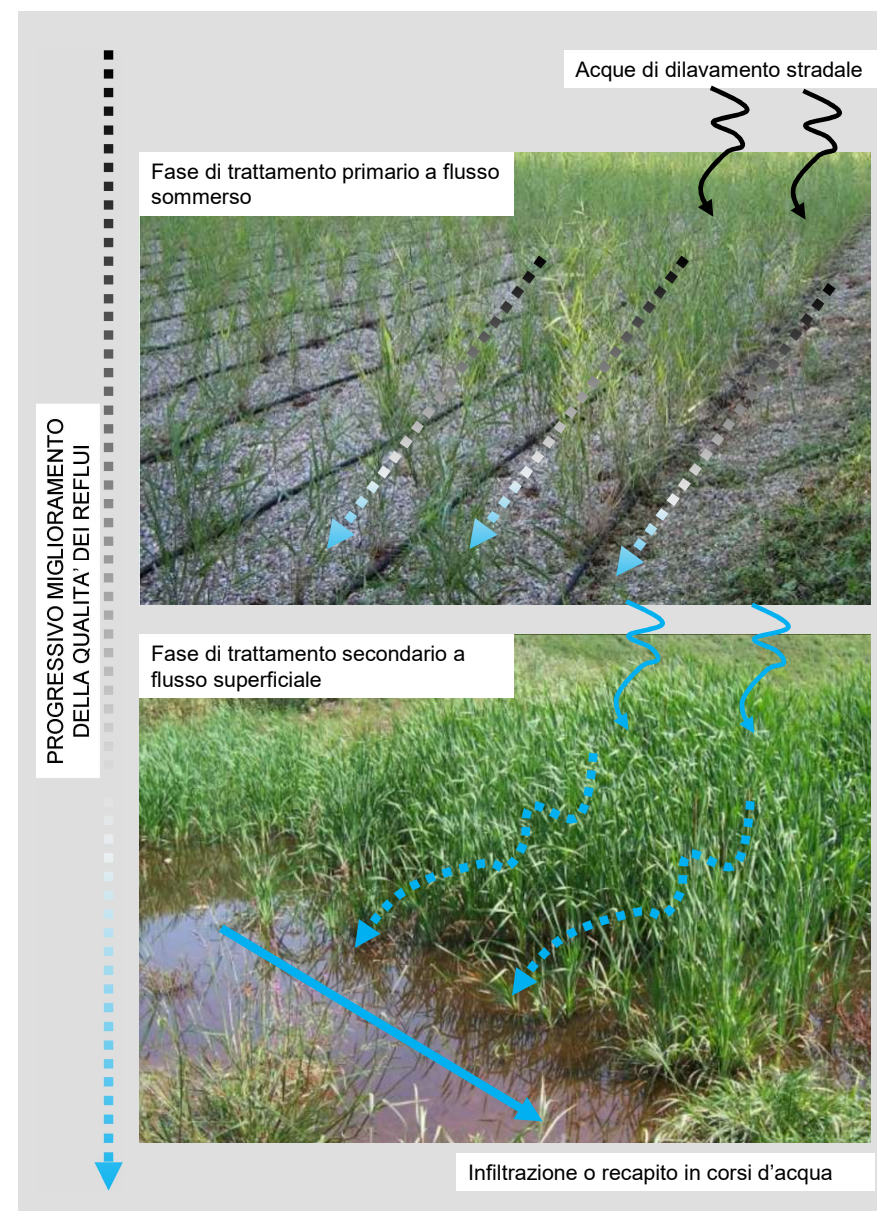 Acque di dilavamento stradale
Fase di trattamento primario a flusso
sommerso
PROGRESSIVO MIGLIORAMENTO
DELLA QUALITA’ DEI REFLUI
Fase di trattamento secondario a
flusso superficiale
Infiltrazione o recapito in corsi d’acqua